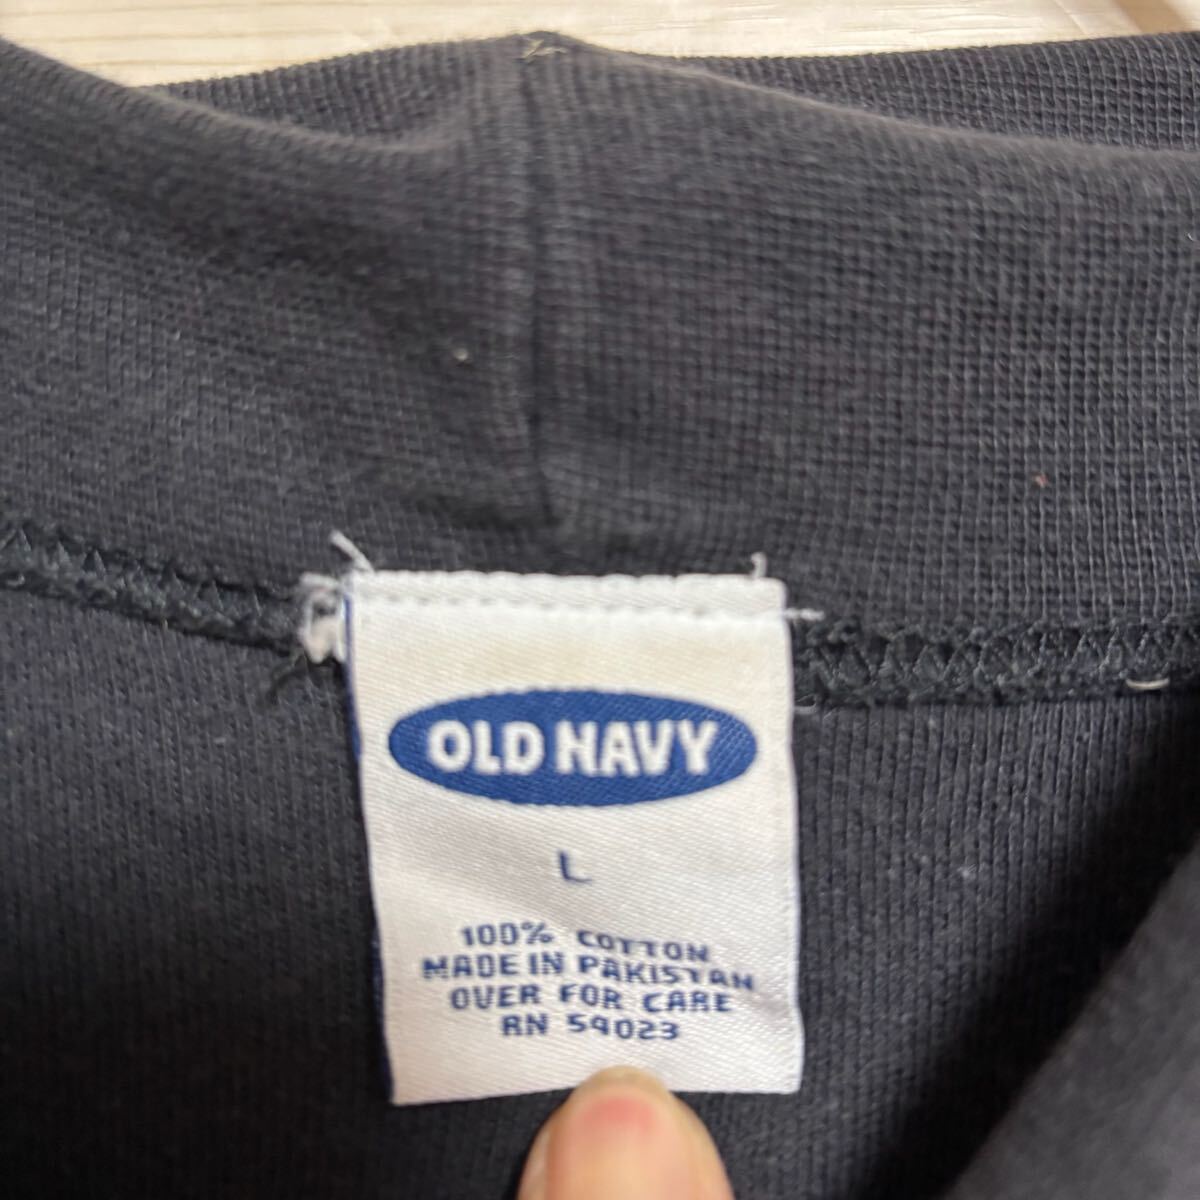 OLD NAVY
L
100% COTTON
MADE IN PAKISTAN
OVER FOR CARE
RN 54023